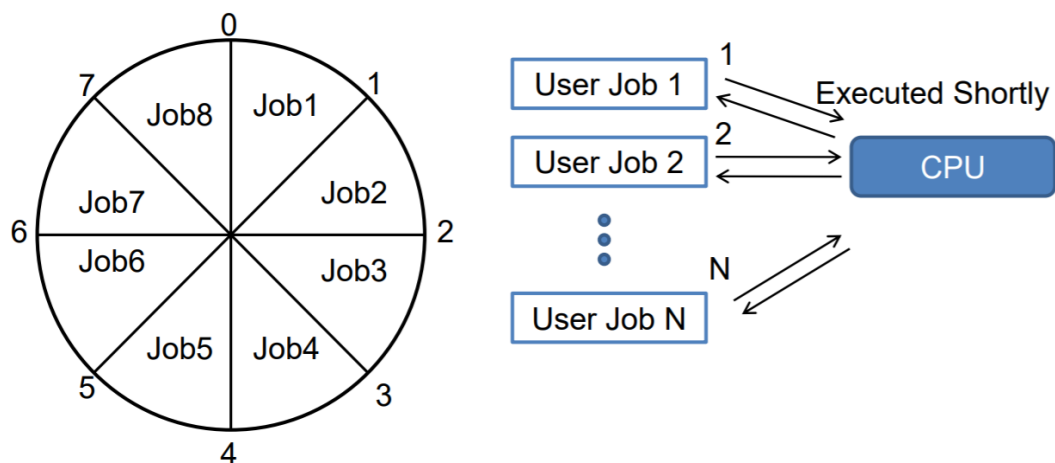 0
7
1
Job8
Job1
Job7
Job2
6
2
Job6
Job3
Job5
Job4
5
3
4
User Job 1
1
Executed Shortly
User Job 2
2
CPU
N
User Job N